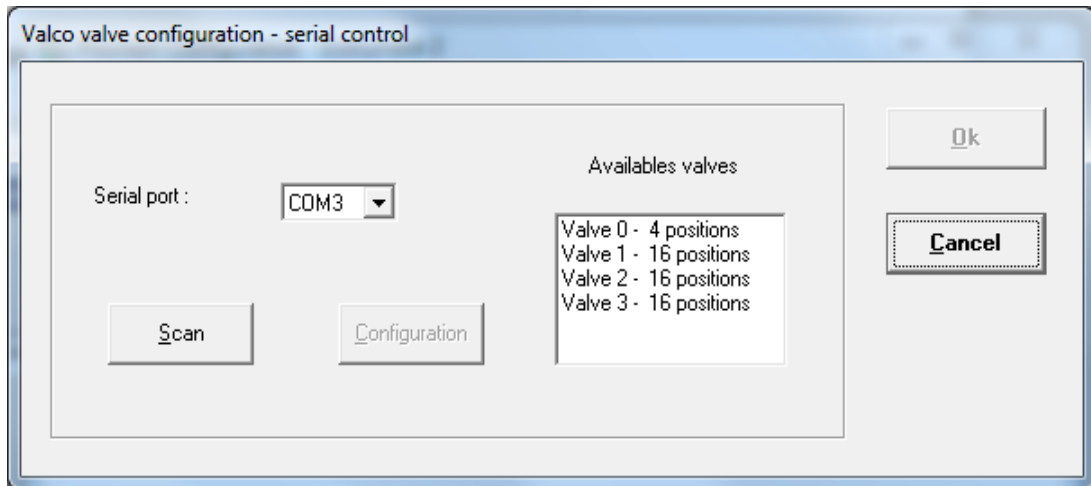 Valco valve configuration - serial control
Serial port :
COM3
Availables valves
Valve 0 - 4 positions
Valve 1 - 16 positions
Valve 2 - 16 positions
Valve 3 - 16 positions
Scan
Configuration
Ok
Cancel